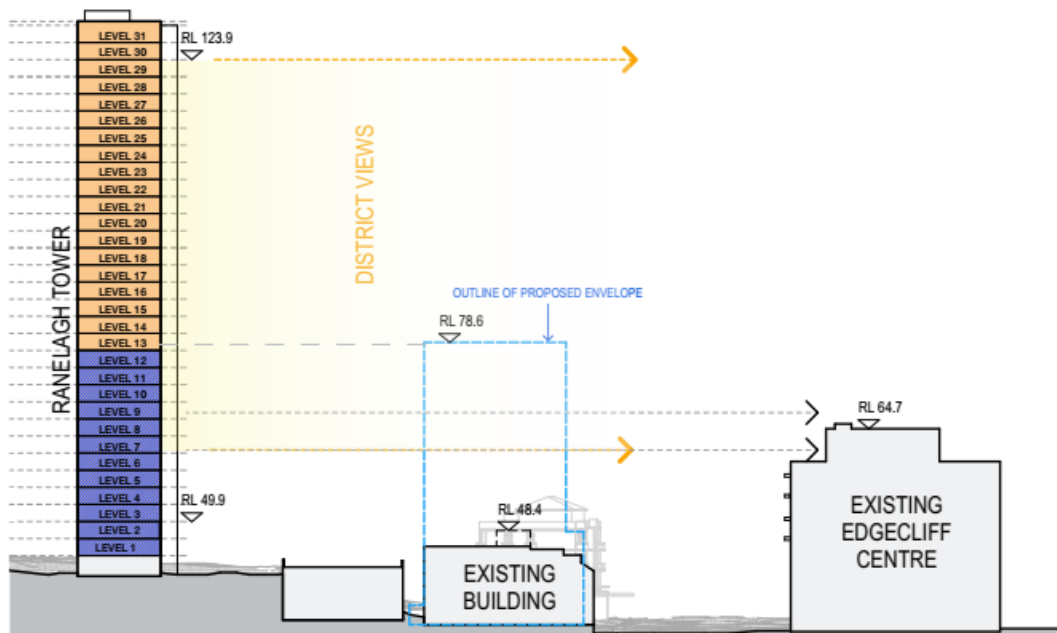 LEVEL 31
LEVEL 30
LEVEL 29
LEVEL 28
LEVEL 27
LEVEL 26
LEVEL 25
LEVEL 24
LEVEL 23
LEVEL 22
LEVEL 21
LEVEL 20
LEVEL 19
LEVEL 18
LEVEL 17
LEVEL 16
LEVEL 15
LEVEL 14
LEVEL 13
LEVEL 12
LEVEL 11
LEVEL 10
LEVEL 9
LEVEL 8
LEVEL 7
LEVEL 6
LEVEL 5
LEVEL 4
LEVEL 3
LEVEL 2
LEVEL 1
RANELAGH TOWER
RL 123.9
RL 49.9
DISTRICT VIEWS
OUTLINE OF PROPOSED ENVELOPE
RL 78.6
RL 48.4
EXISTING
BUILDING
RL 64.7
EXISTING
EDGECLIFF
CENTRE